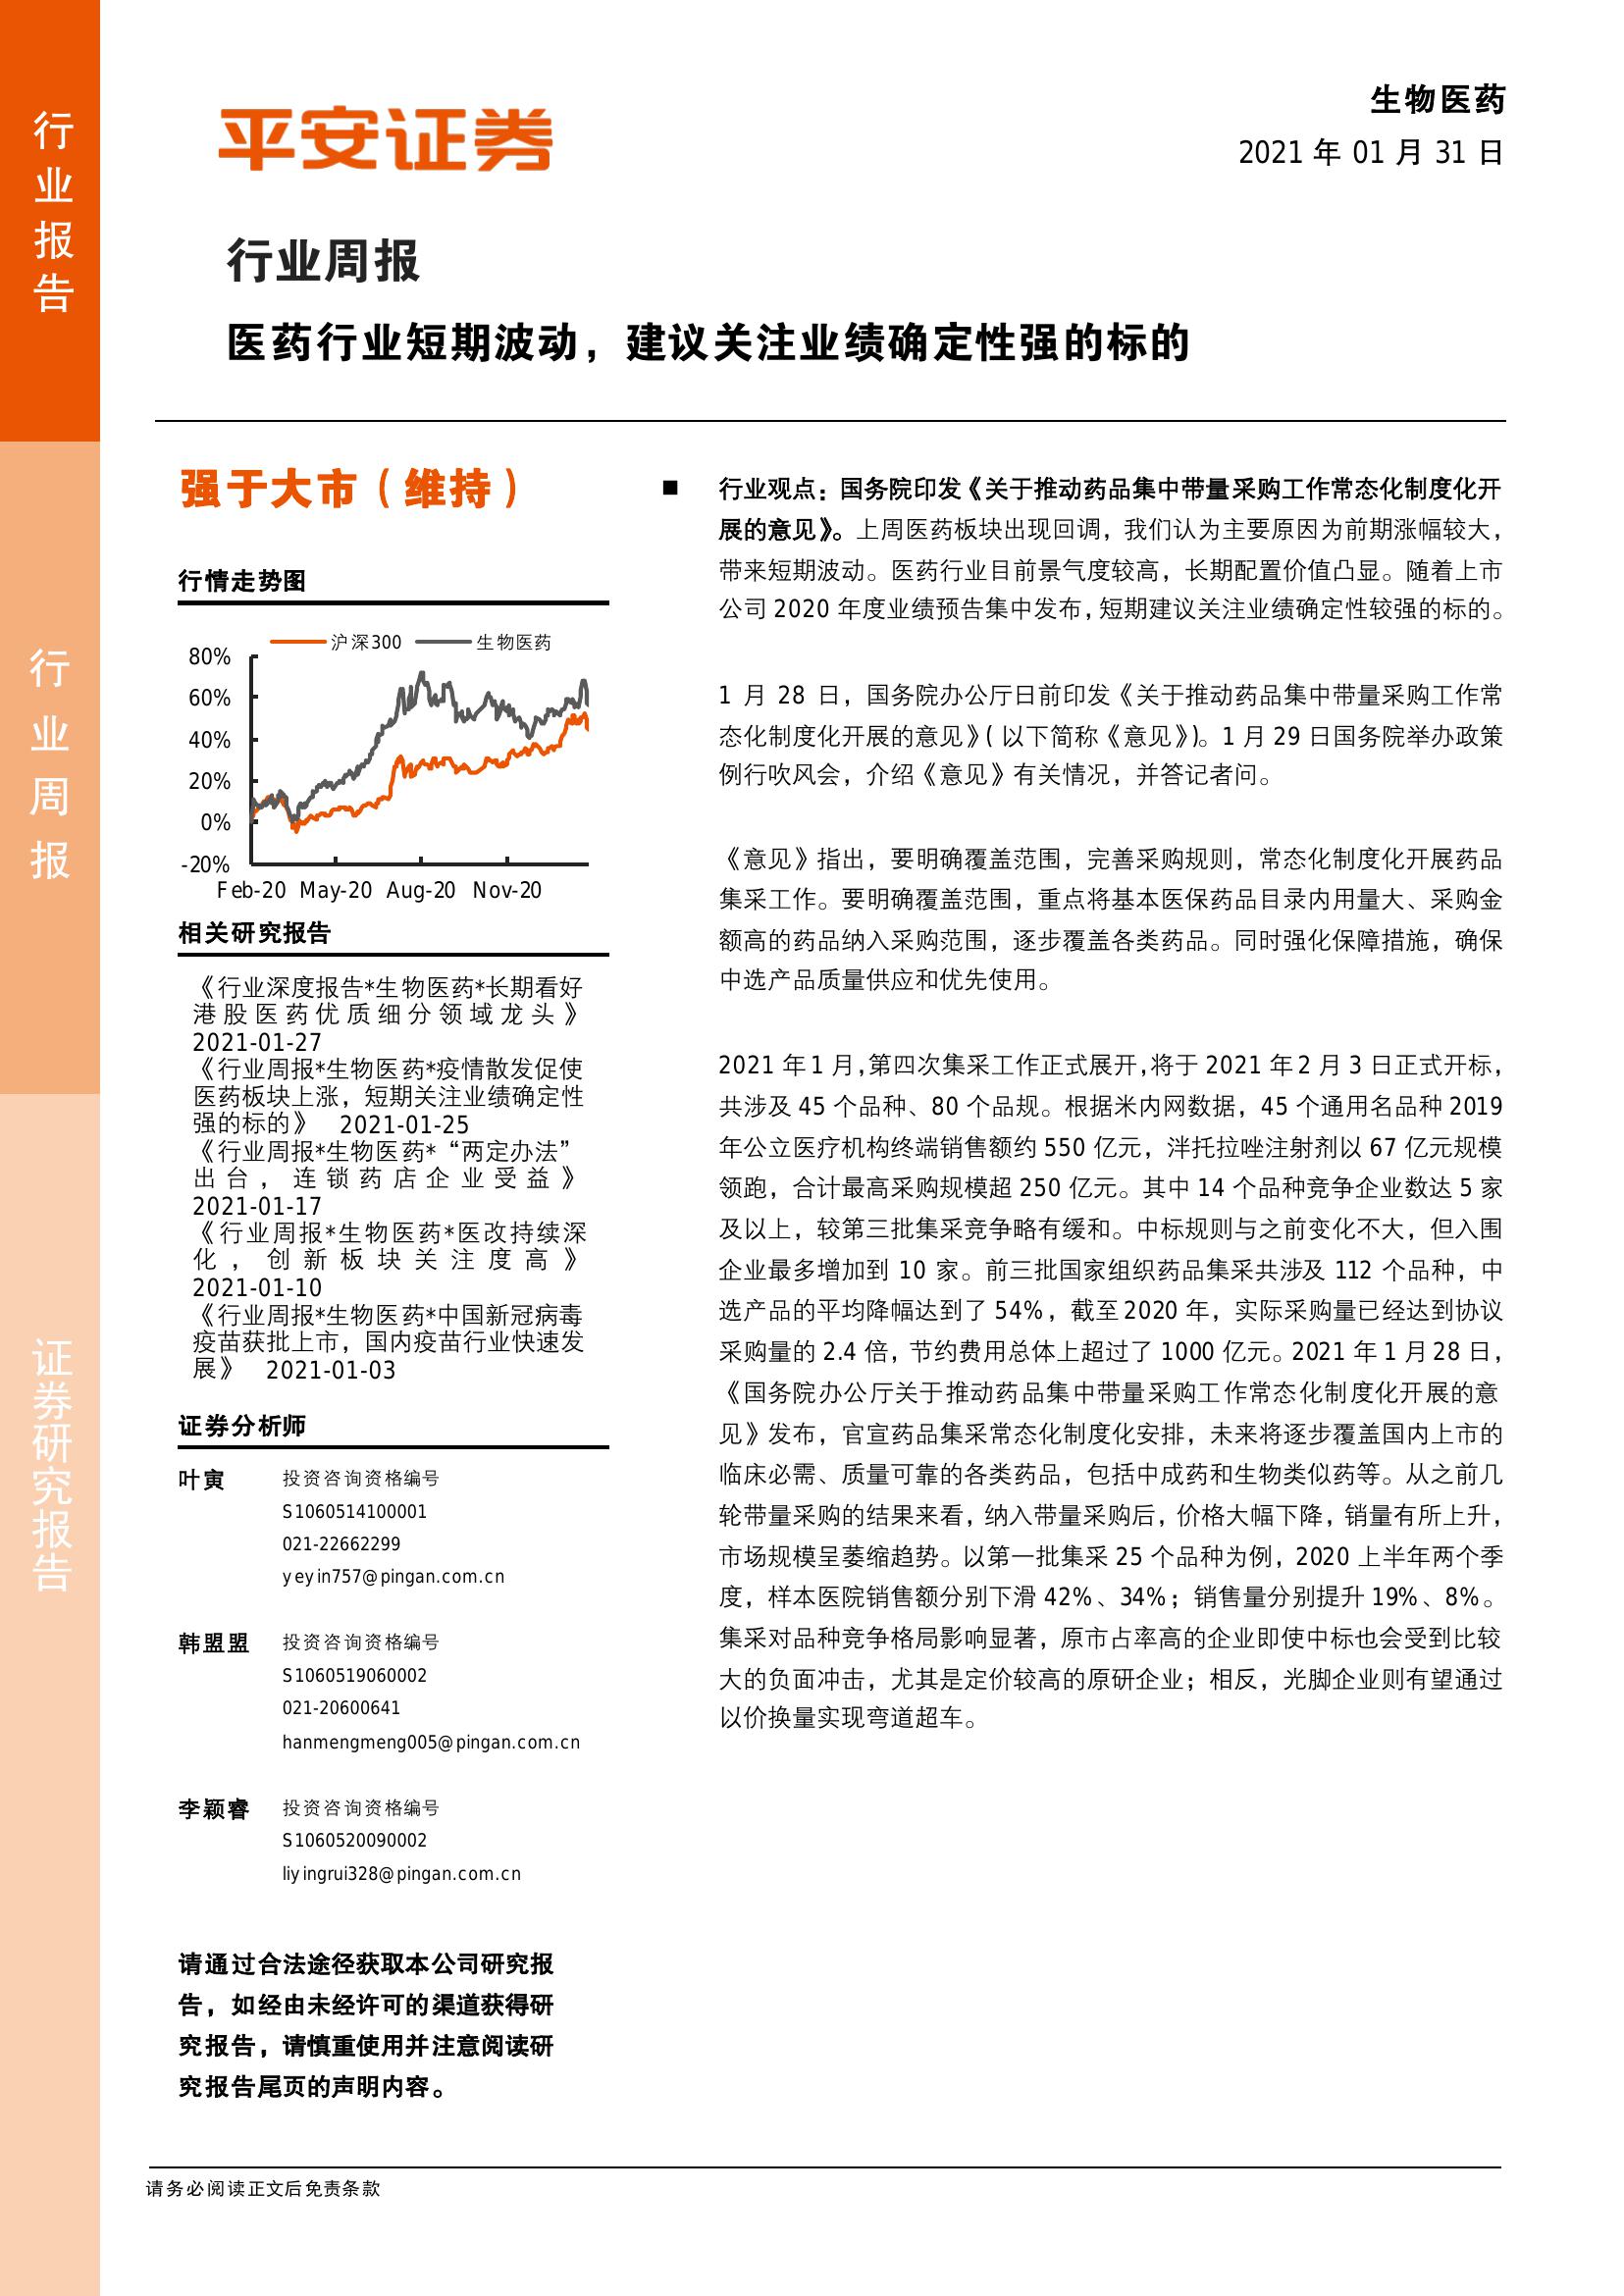 行业报告
行业周报
证券研究报告
平安证券
生物医药
2021 年 01 月 31 日
行业周报
医药行业短期波动，建议关注业绩确定性强的标的
强于大市（维持）
行情走势图
沪深300 生物医药
80%
60%
40%
20%
0%
-20%
Feb-20 May-20 Aug-20 Nov-20
相关研究报告
《行业深度报告*生物医药*长期看好
港股医药优质细分领域龙头》
2021-01-27
《行业周报*生物医药*疫情散发促使
医药板块上涨，短期关注业绩确定性
强的标的》 2021-01-25
《行业周报*生物医药*“两定办法”
出台，连锁药店企业受益》
2021-01-17
《行业周报*生物医药*医改持续深
化，创新板块关注度高》
2021-01-10
《行业周报*生物医药*中国新冠病毒
疫苗获批上市，国内疫苗行业快速发
展》 2021-01-03
证券分析师
叶寅 投资咨询资格编号
S1060514100001
021-22662299
yeyin757@pingan.com.cn
韩盟盟 投资咨询资格编号
S1060519060002
021-20600641
hanmengmeng005@pingan.com.cn
李颖睿 投资咨询资格编号
S1060520090002
liyingrui328@pingan.com.cn
请通过合法途径获取本公司研究报
告，如经由未经许可的渠道获得研
究报告，请慎重使用并注意阅读研
究报告尾页的声明内容。
■ 行业观点：国务院印发《关于推动药品集中带量采购工作常态化制度化开
展的意见》。上周医药板块出现回调，我们认为主要原因为前期涨幅较大，
带来短期波动。医药行业目前景气度较高，长期配置价值凸显。随着上市
公司 2020 年度业绩预告集中发布，短期建议关注业绩确定性较强的标的。
1 月 28 日，国务院办公厅日前印发《关于推动药品集中带量采购工作常
态化制度化开展的意见》（以下简称《意见》）。1 月 29 日国务院举办政策
例行吹风会，介绍《意见》有关情况，并答记者问。
《意见》指出，要明确覆盖范围，完善采购规则，常态化制度化开展药品
集采工作。要明确覆盖范围，重点将基本医保药品目录内用量大、采购金
额高的药品纳入采购范围，逐步覆盖各类药品。同时强化保障措施，确保
中选产品质量供应和优先使用。
2021 年 1 月，第四次集采工作正式展开，将于 2021 年 2 月 3 日正式开标，
共涉及 45 个品种、80 个品规。根据米内网数据，45 个通用名品种 2019
年公立医疗机构终端销售额约 550 亿元，泮托拉唑注射剂以 67 亿元规模
领跑，合计最高采购规模超 250 亿元。其中 14 个品种竞争企业数达 5 家
及以上，较第三批集采竞争略有缓和。中标规则与之前变化不大，但入围
企业最多增加到 10 家。前三批国家组织药品集采共涉及 112 个品种，中
选产品的平均降幅达到了 54%，截至 2020 年，实际采购量已经达到协议
采购量的 2.4 倍，节约费用总体上超过了 1000 亿元。2021 年 1 月 28 日，
《国务院办公厅关于推动药品集中带量采购工作常态化制度化开展的意
见》发布，官宣药品集采常态化制度化安排，未来将逐步覆盖国内上市的
临床必需、质量可靠的各类药品，包括中成药和生物类似药等。从之前几
轮带量采购的结果来看，纳入带量采购后，价格大幅下降，销量有所上升，
市场规模呈萎缩趋势。以第一批集采 25 个品种为例，2020 上半年两个季
度，样本医院销售额分别下滑 42%、34%；销售量分别提升 19%、8%。
集采对品种竞争格局影响显著，原市占率高的企业即使中标也会受到比较
大的负面冲击，尤其是定价较高的原研企业；相反，光脚企业则有望通过
以价换量实现弯道超车。
请务必阅读正文后免责条款